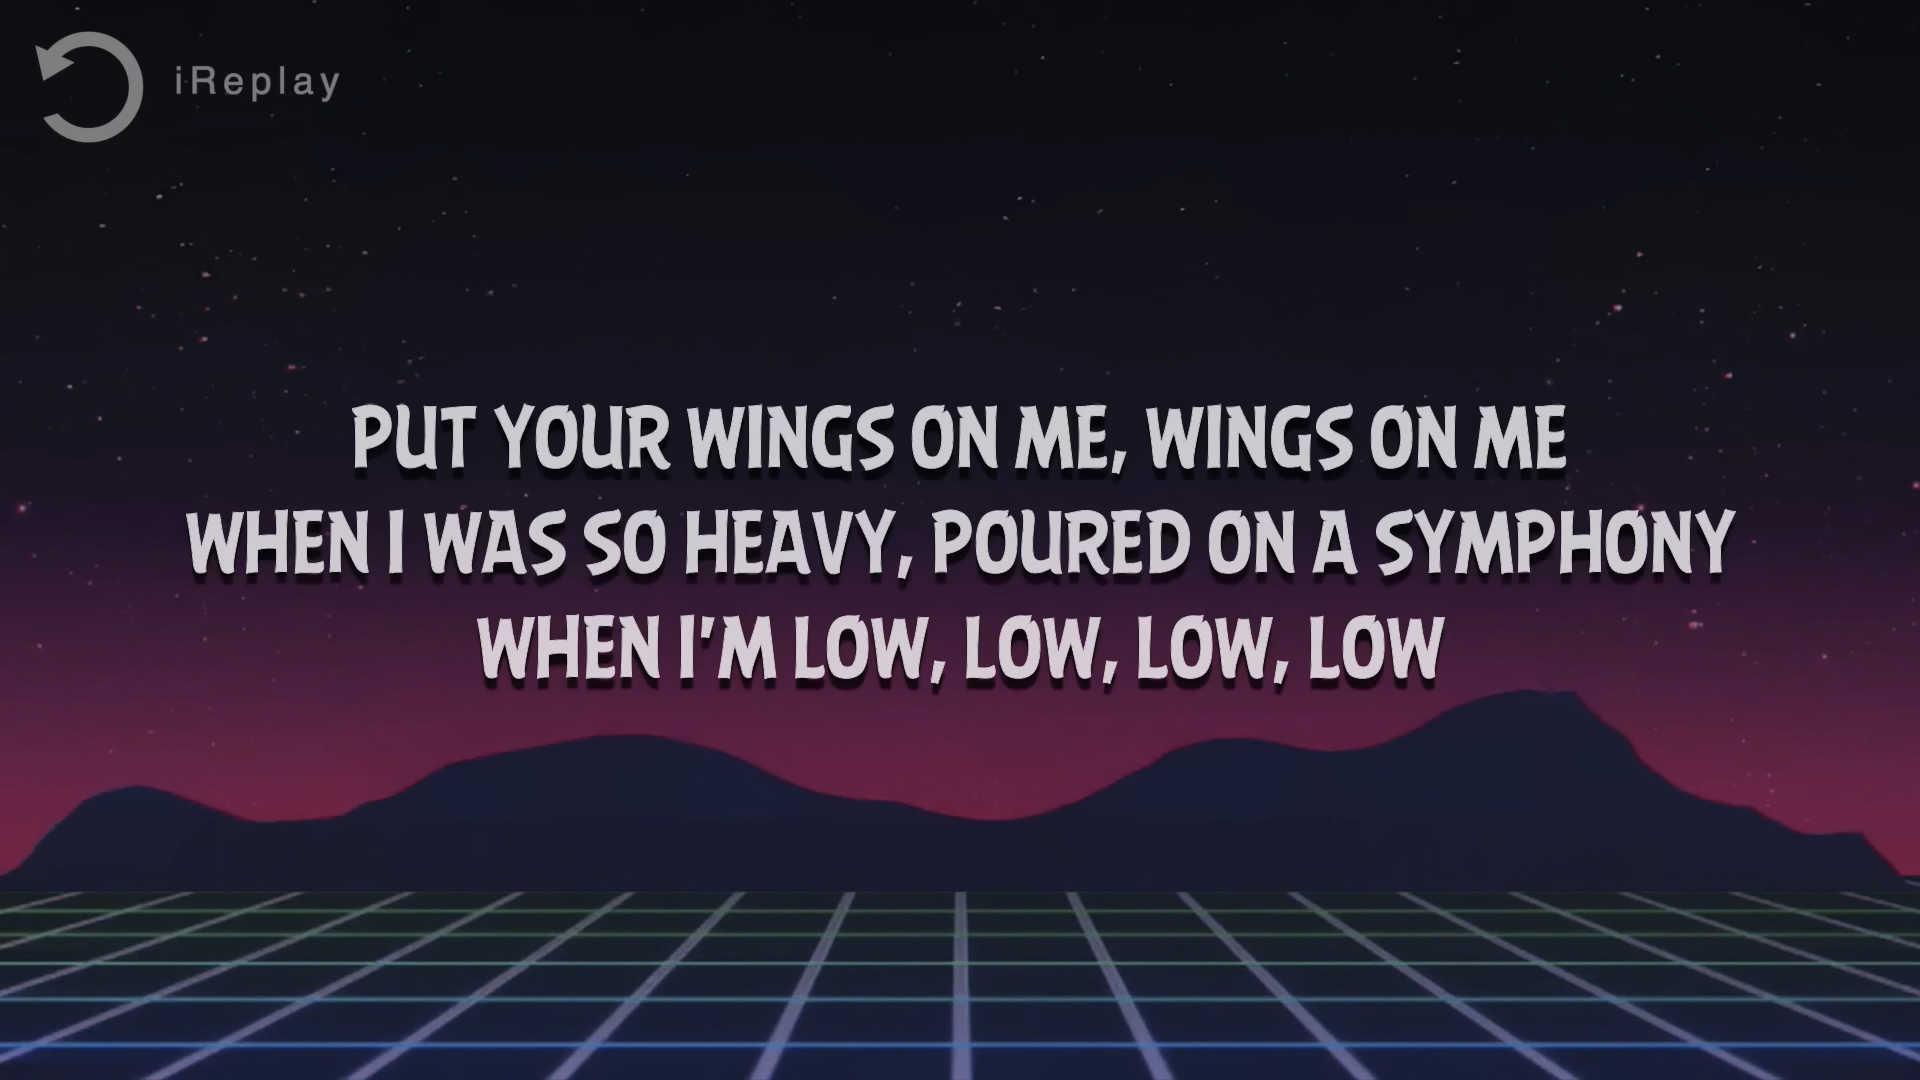 iReplay
PUT YOUR WINGS ON ME, WINGS ON ME
WHEN I WAS SO HEAVY, POURED ON A SYMPHONY
WHEN I'M LOW, LOW, LOW, LOW